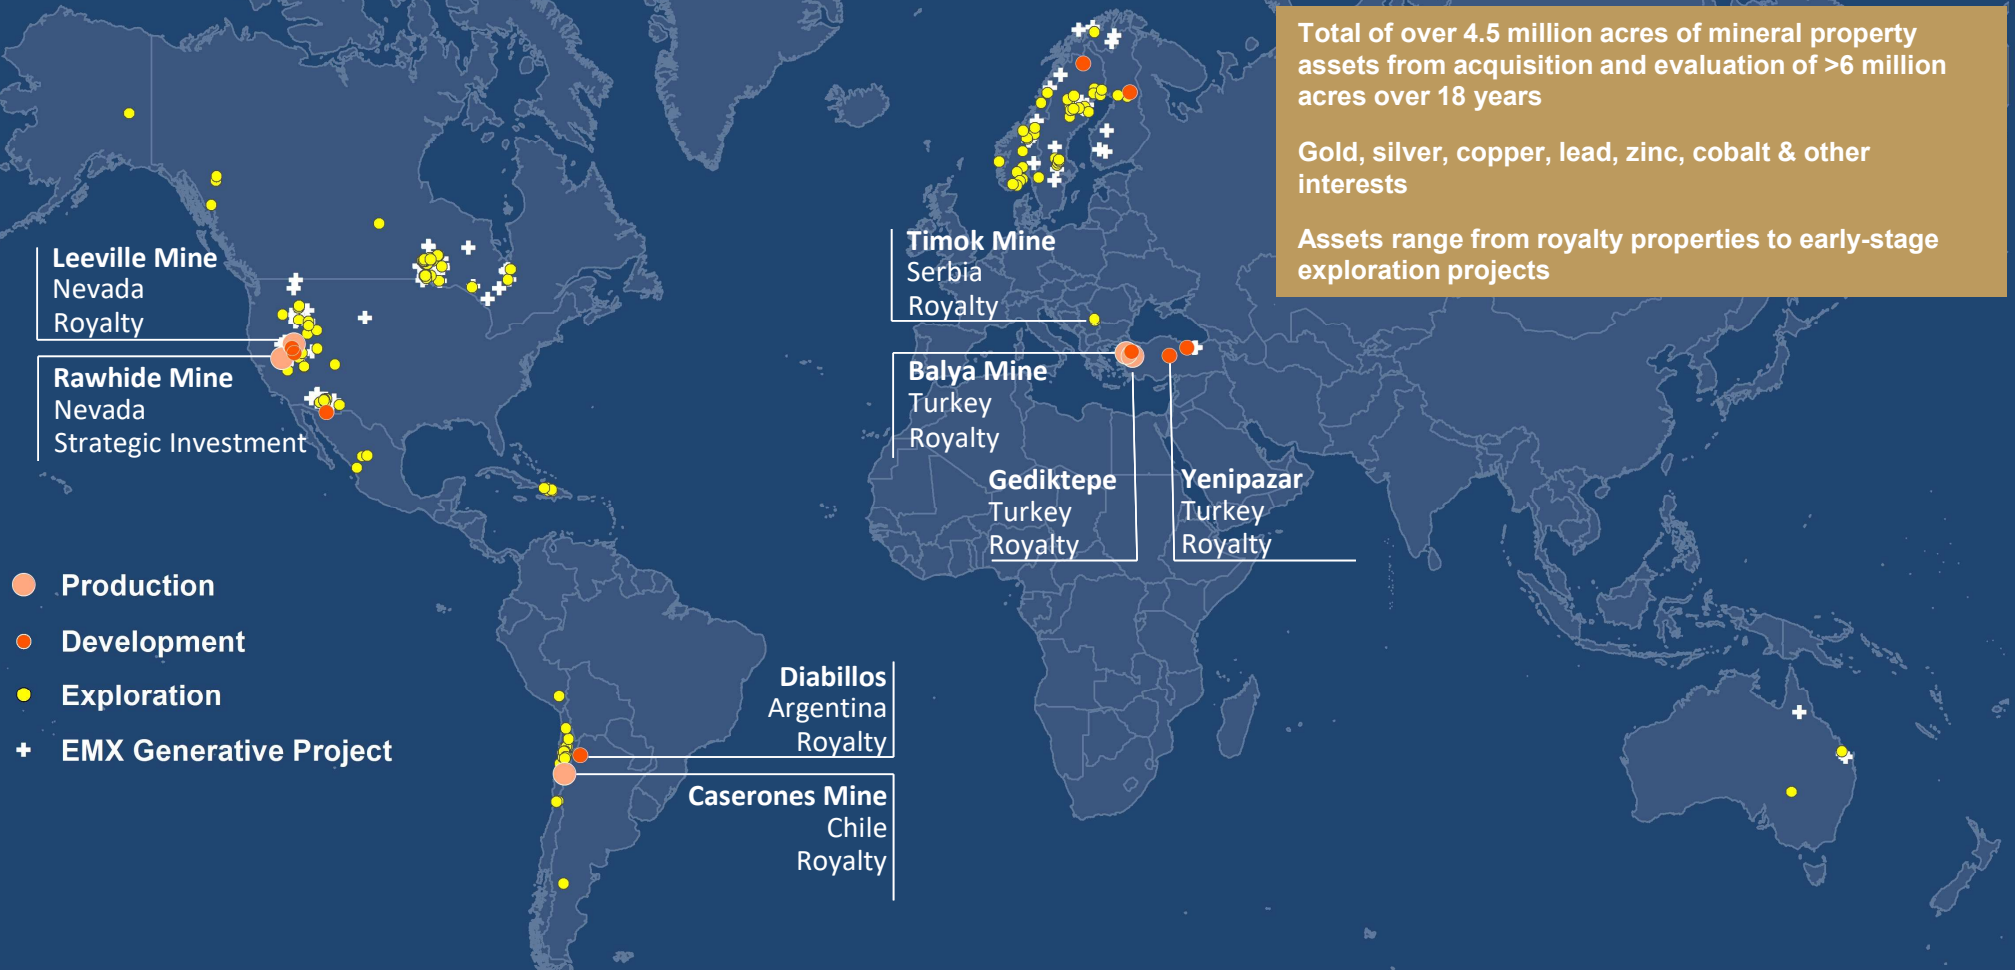 Total of over 4.5 million acres of mineral property
assets from acquisition and evaluation of >6 million
acres over 18 years
Gold, silver, copper, lead, zinc, cobalt & other
interests
Assets range from royalty properties to early-stage
exploration projects
Leeville Mine
Nevada
Royalty
Rawhide Mine
Nevada
Strategic Investment
Timok Mine
Serbia
Royalty
Balya Mine
Turkey
Royalty
Gediktepe
Turkey
Royalty
Yenipazar
Turkey
Royalty
Production
Development
Exploration
EMX Generative Project
Diabillos
Argentina
Royalty
Caserones Mine
Chile
Royalty